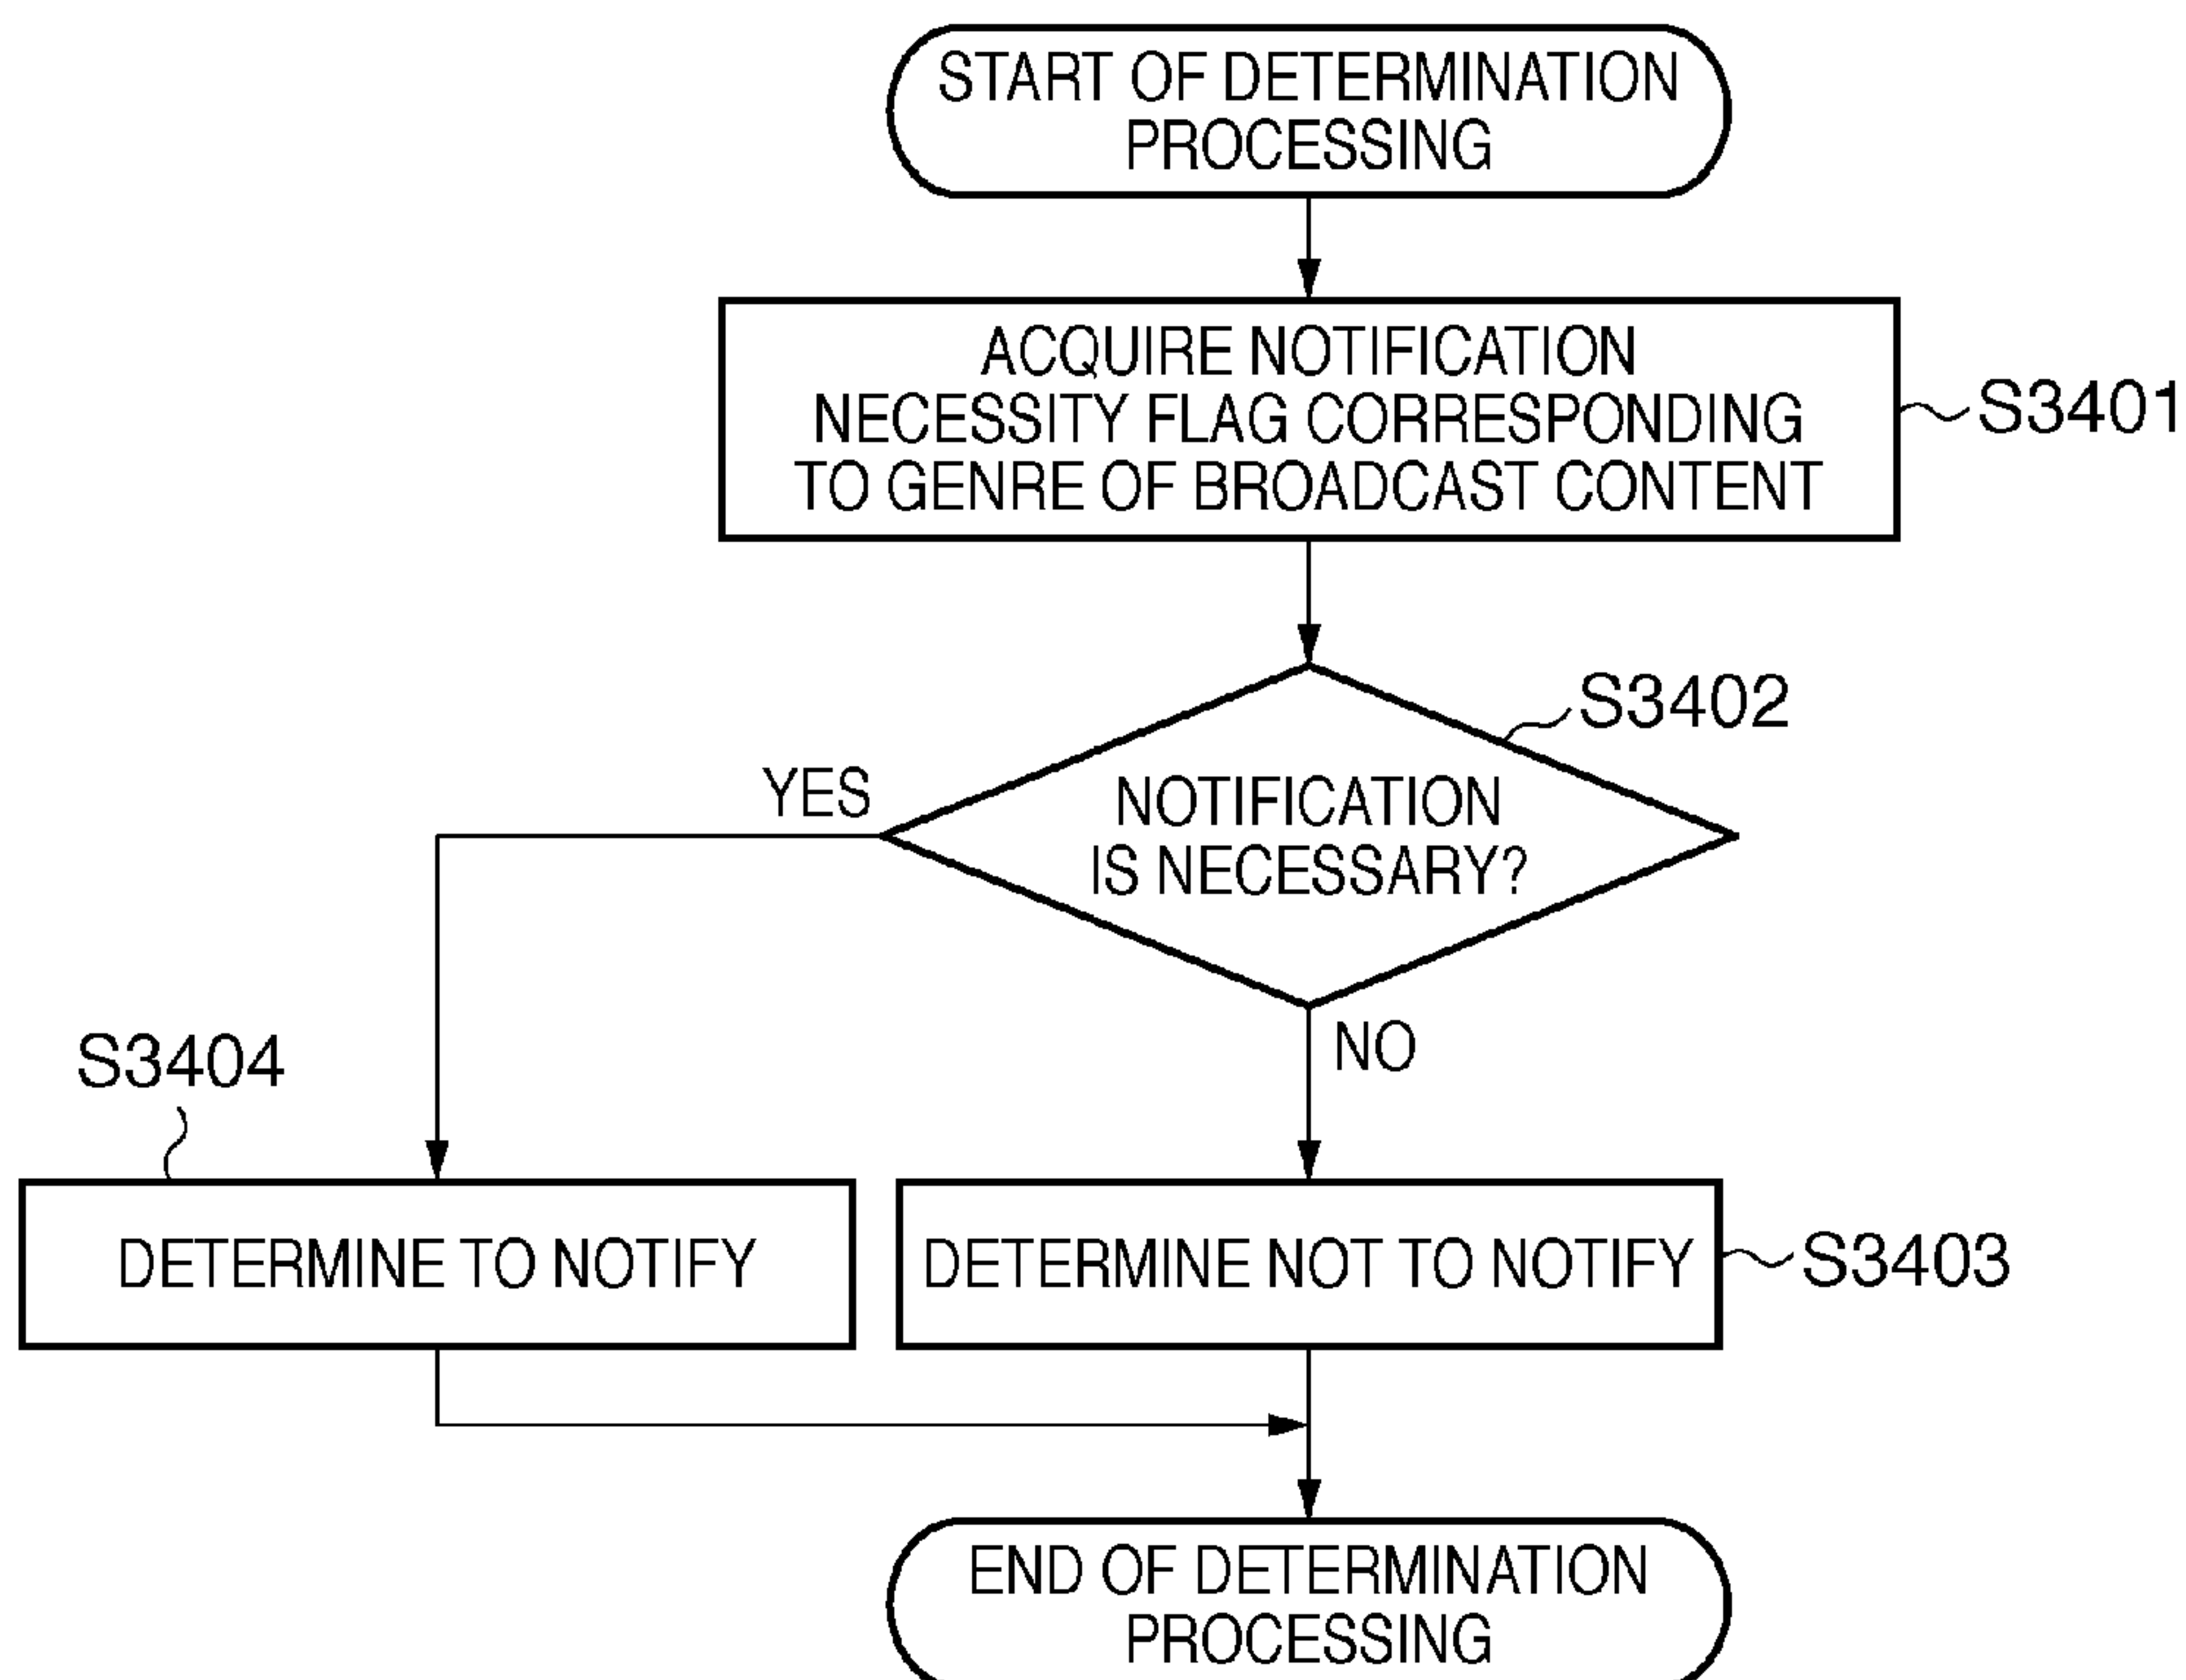 START OF DETERMINATION
PROCESSING
ACQUIRE NOTIFICATION
NECESSITY FLAG CORRESPONDING
TO GENRE OF BROADCAST CONTENT
S3401
S3402
NOTIFICATION
IS NECESSARY?
YES
NO
S3404
DETERMINE TO NOTIFY
DETERMINE NOT TO NOTIFY
S3403
END OF DETERMINATION
PROCESSING